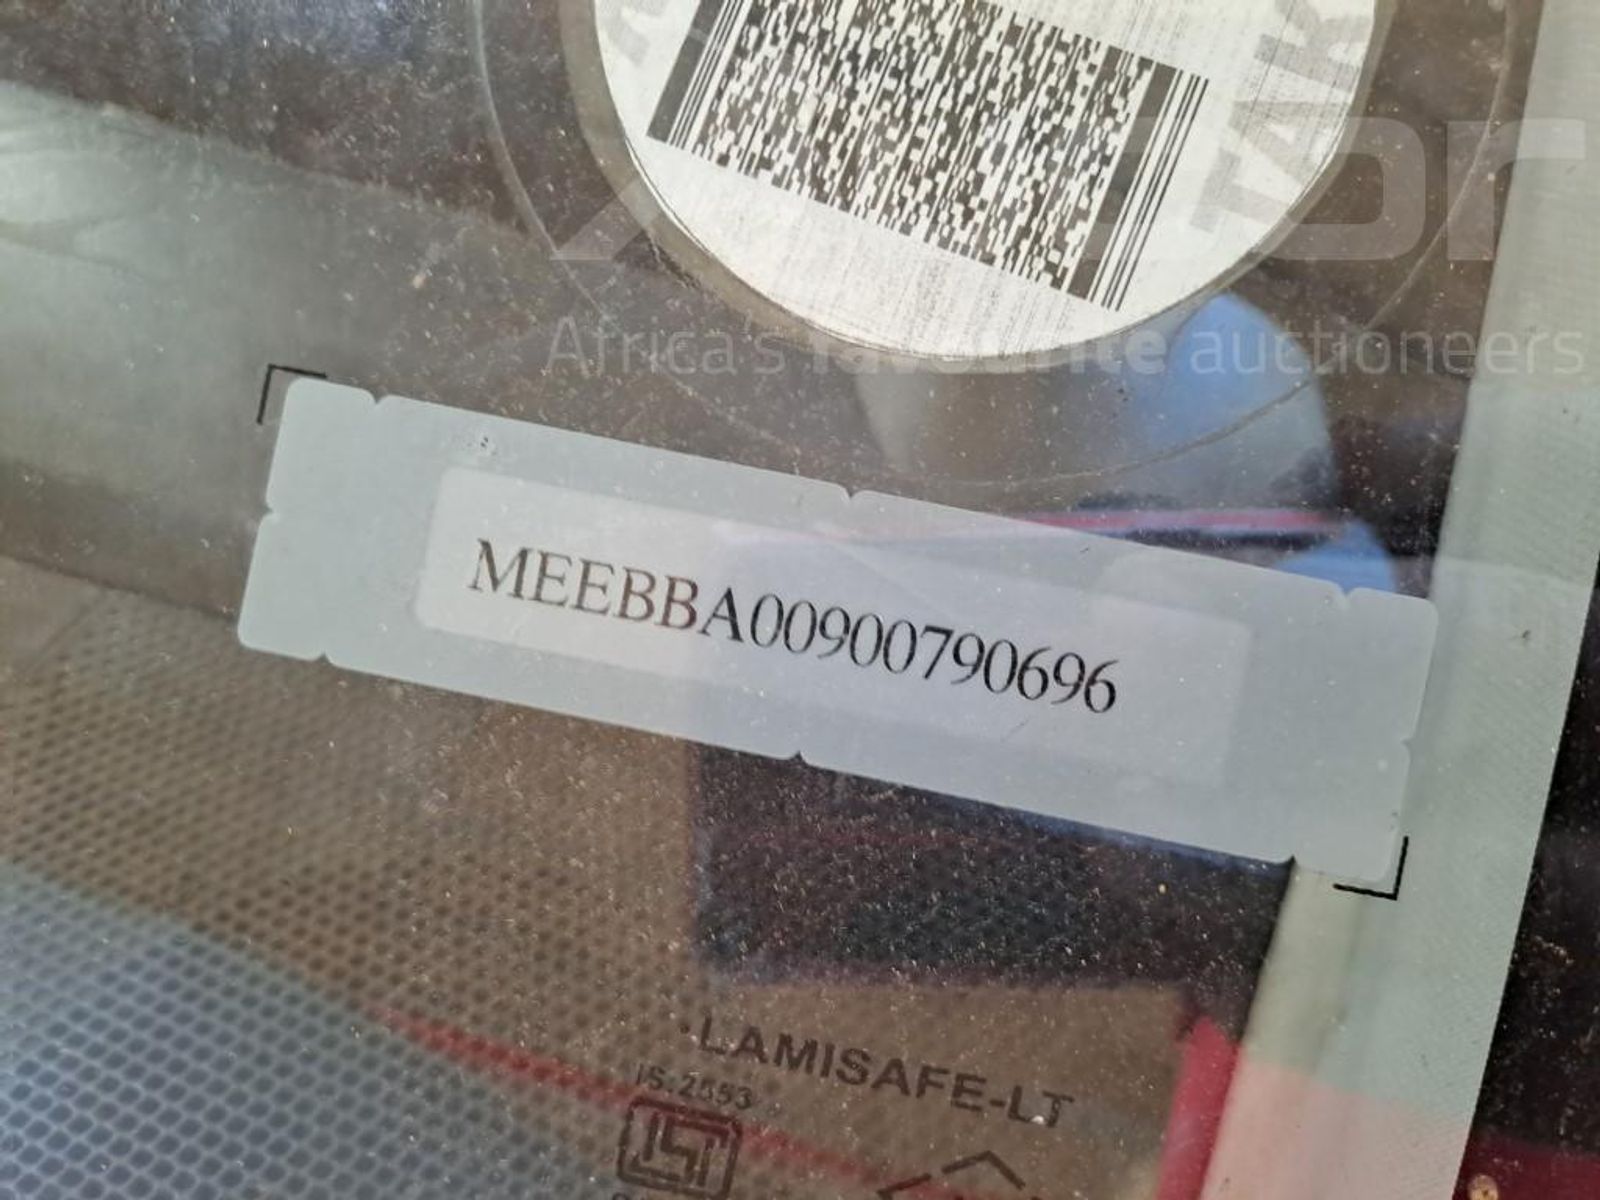 Africa's favourite auctioneers
MEEBBA00900790696
LAMISAFE-LT
IS:2553